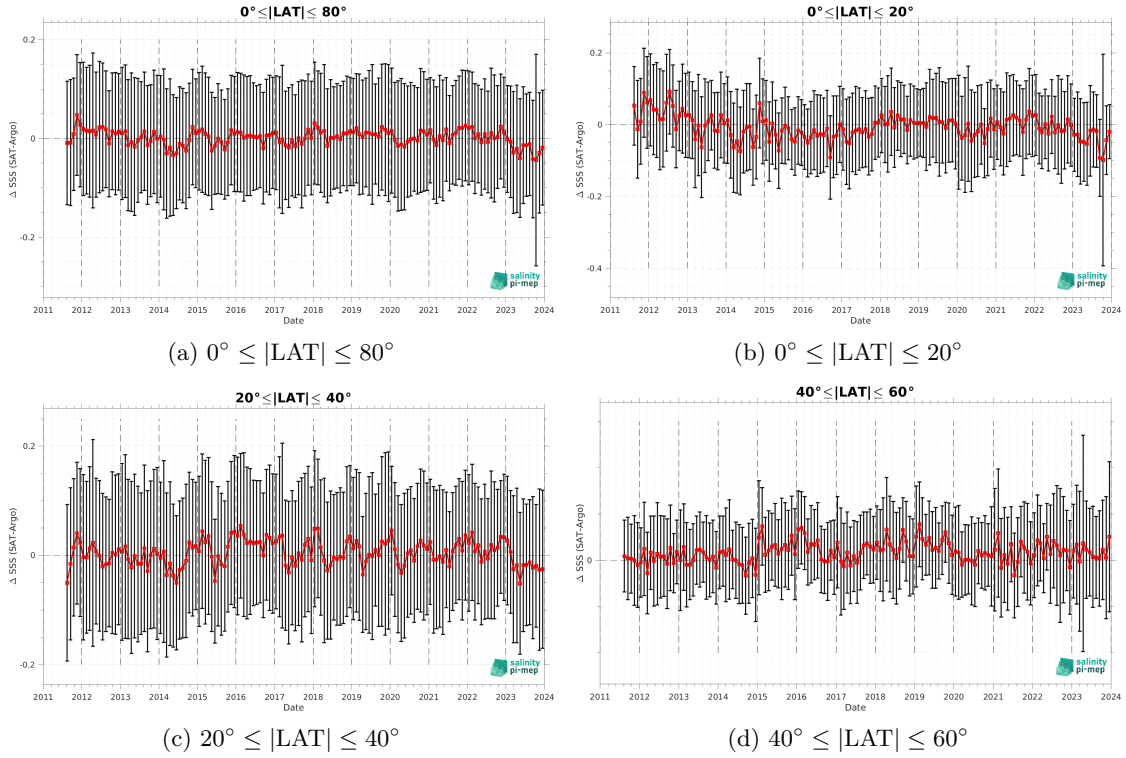 0°≤|LAT|≤ 80°
Δ SSS (SAT-Argo)
0.2
0
-0.2
2011 2012 2013 2014 2015 2016 2017 2018 2019 2020 2021 2022 2023 2024
Date
salinity
pi-mep
(a) 0° ≤ |LAT| ≤ 80°
0°≤|LAT|≤ 20°
Δ SSS (SAT-Argo)
0.2
0
-0.2
-0.4
2011 2012 2013 2014 2015 2016 2017 2018 2019 2020 2021 2022 2023 2024
Date
salinity
pi-mep
(b) 0° ≤ |LAT| ≤ 20°
20°≤|LAT|≤ 40°
Δ SSS (SAT-Argo)
0.2
0
-0.2
2011 2012 2013 2014 2015 2016 2017 2018 2019 2020 2021 2022 2023 2024
Date
salinity
pi-mep
(c) 20° ≤ |LAT| ≤ 40°
40°≤|LAT|≤ 60°
Δ SSS (SAT-Argo)
0
2011 2012 2013 2014 2015 2016 2017 2018 2019 2020 2021 2022 2023 2024
Date
salinity
pi-mep
(d) 40° ≤ |LAT| ≤ 60°